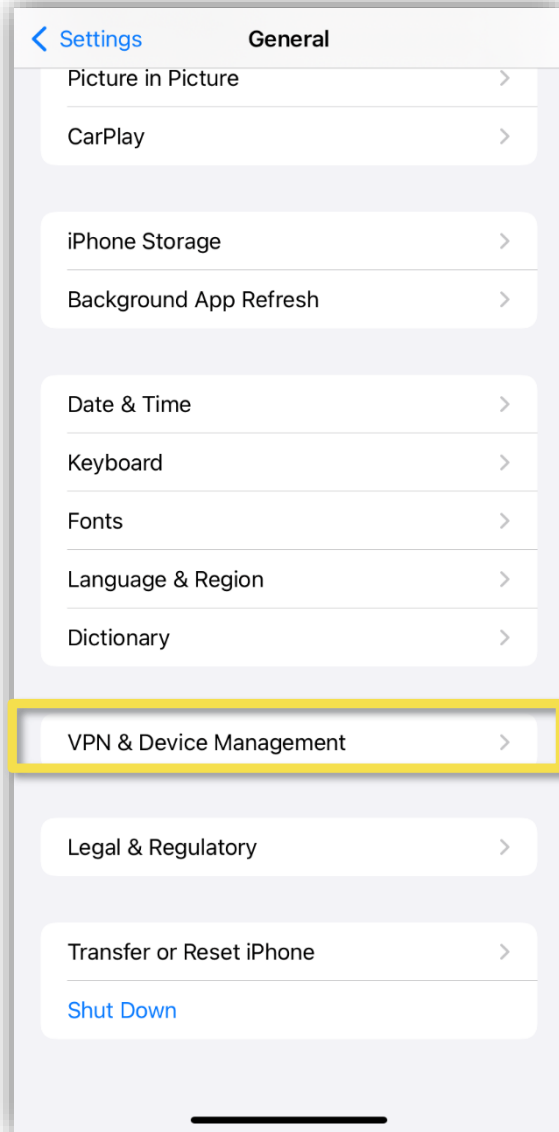 Settings
General
Picture in Picture
CarPlay
iPhone Storage
Background App Refresh
Date & Time
Keyboard
Fonts
Language & Region
Dictionary
VPN & Device Management
Legal & Regulatory
Transfer or Reset iPhone
Shut Down